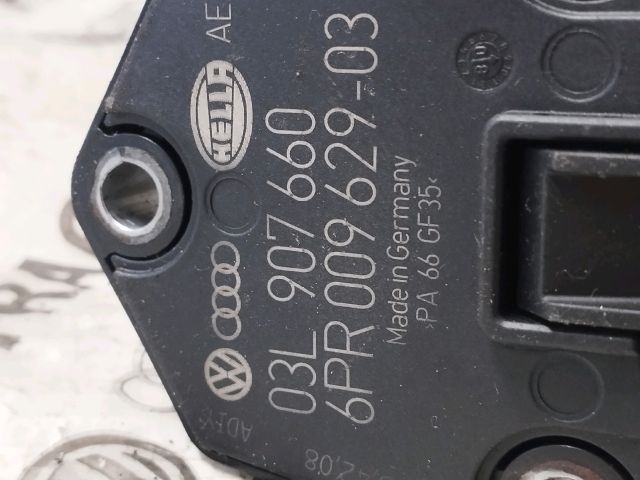 HELLA AE
03L 907 660
6PR 009 629-03
Made in Germany
>PA 66 GF35<